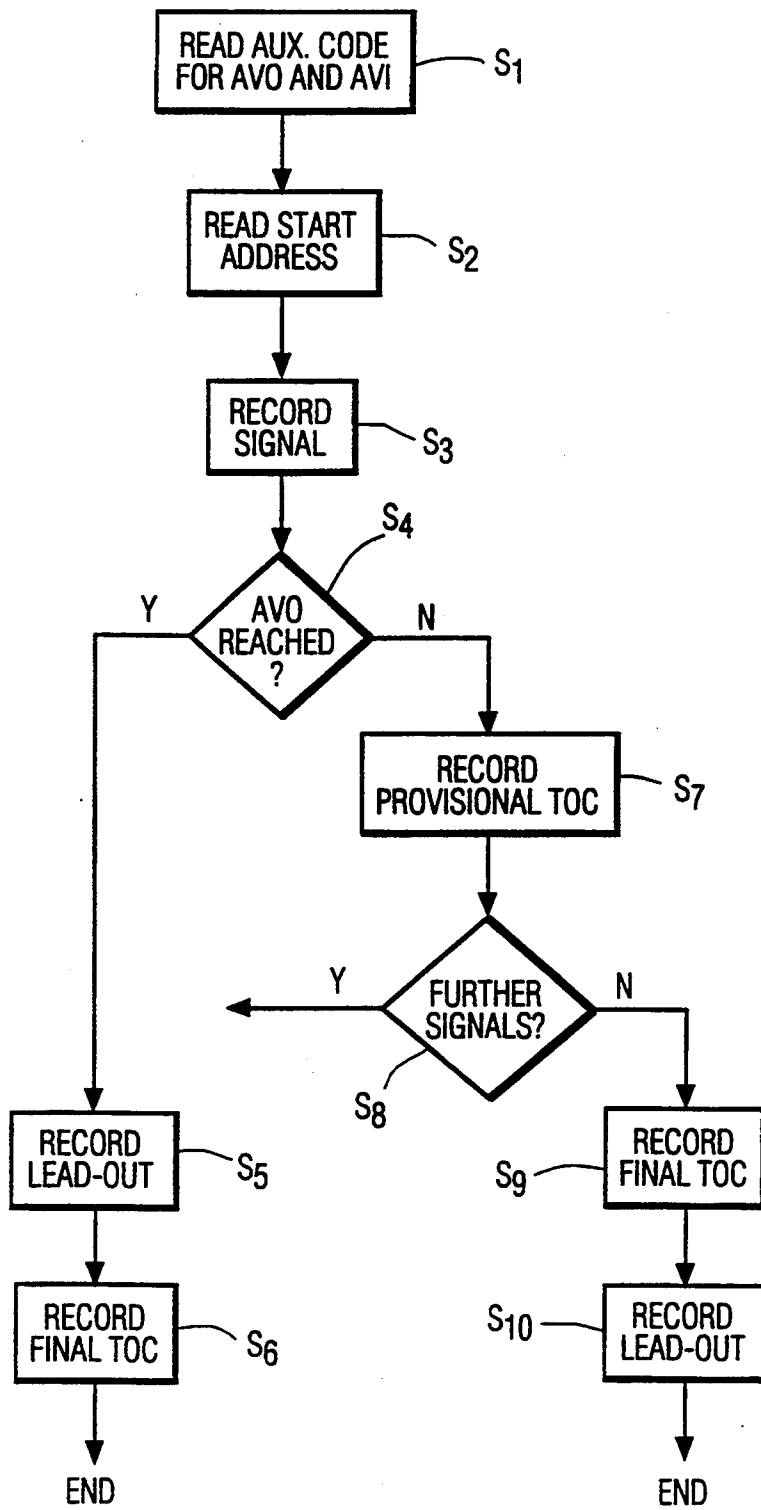 READ AUX. CODE
FOR AVO AND AVI
S1
READ START
ADDRESS
S2
RECORD
SIGNAL
S3
S4
AVO
REACHED
?
Y
N
RECORD
PROVISIONAL TOC
S7
FURTHER
SIGNALS?
Y
N
S8
RECORD
LEAD-OUT
S5
RECORD
FINAL TOC
S9
RECORD
FINAL TOC
S6
RECORD
LEAD-OUT
S10
END
END